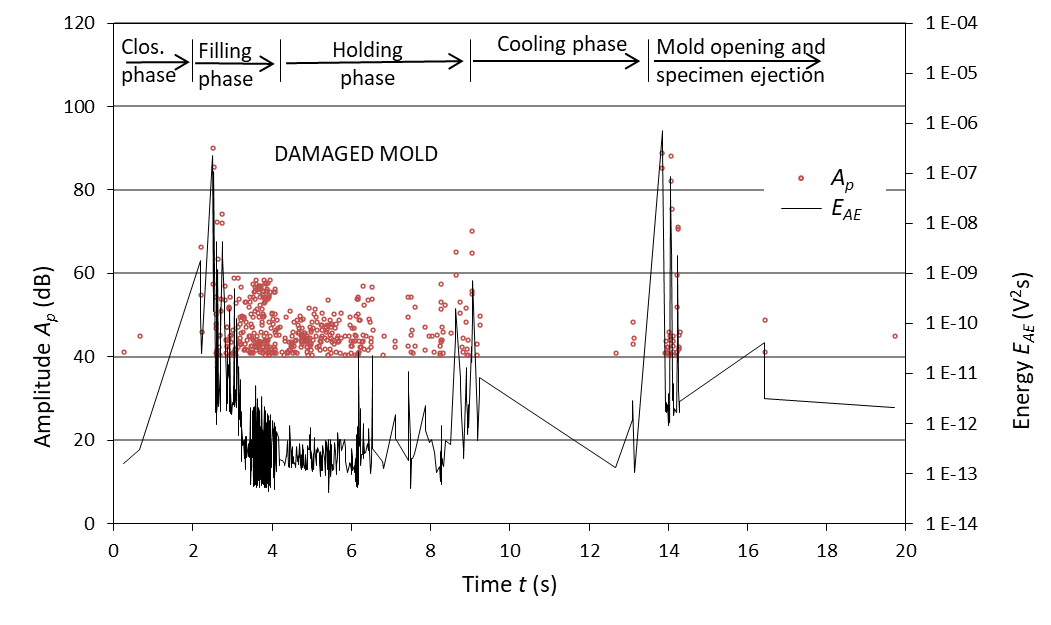 120
100
80
60
40
20
0
Amplitude Aₚ (dB)
Clos.
phase
Filling
phase
Holding
phase
Cooling phase
Mold opening and
specimen ejection
DAMAGED MOLD
Aₚ
E_AE
1 E-04
1 E-05
1 E-06
1 E-07
1 E-08
1 E-09
1 E-10
1 E-11
1 E-12
1 E-13
1 E-14
Energy E_AE (V²s)
0 2 4 6 8 10 12 14 16 18 20
Time t (s)